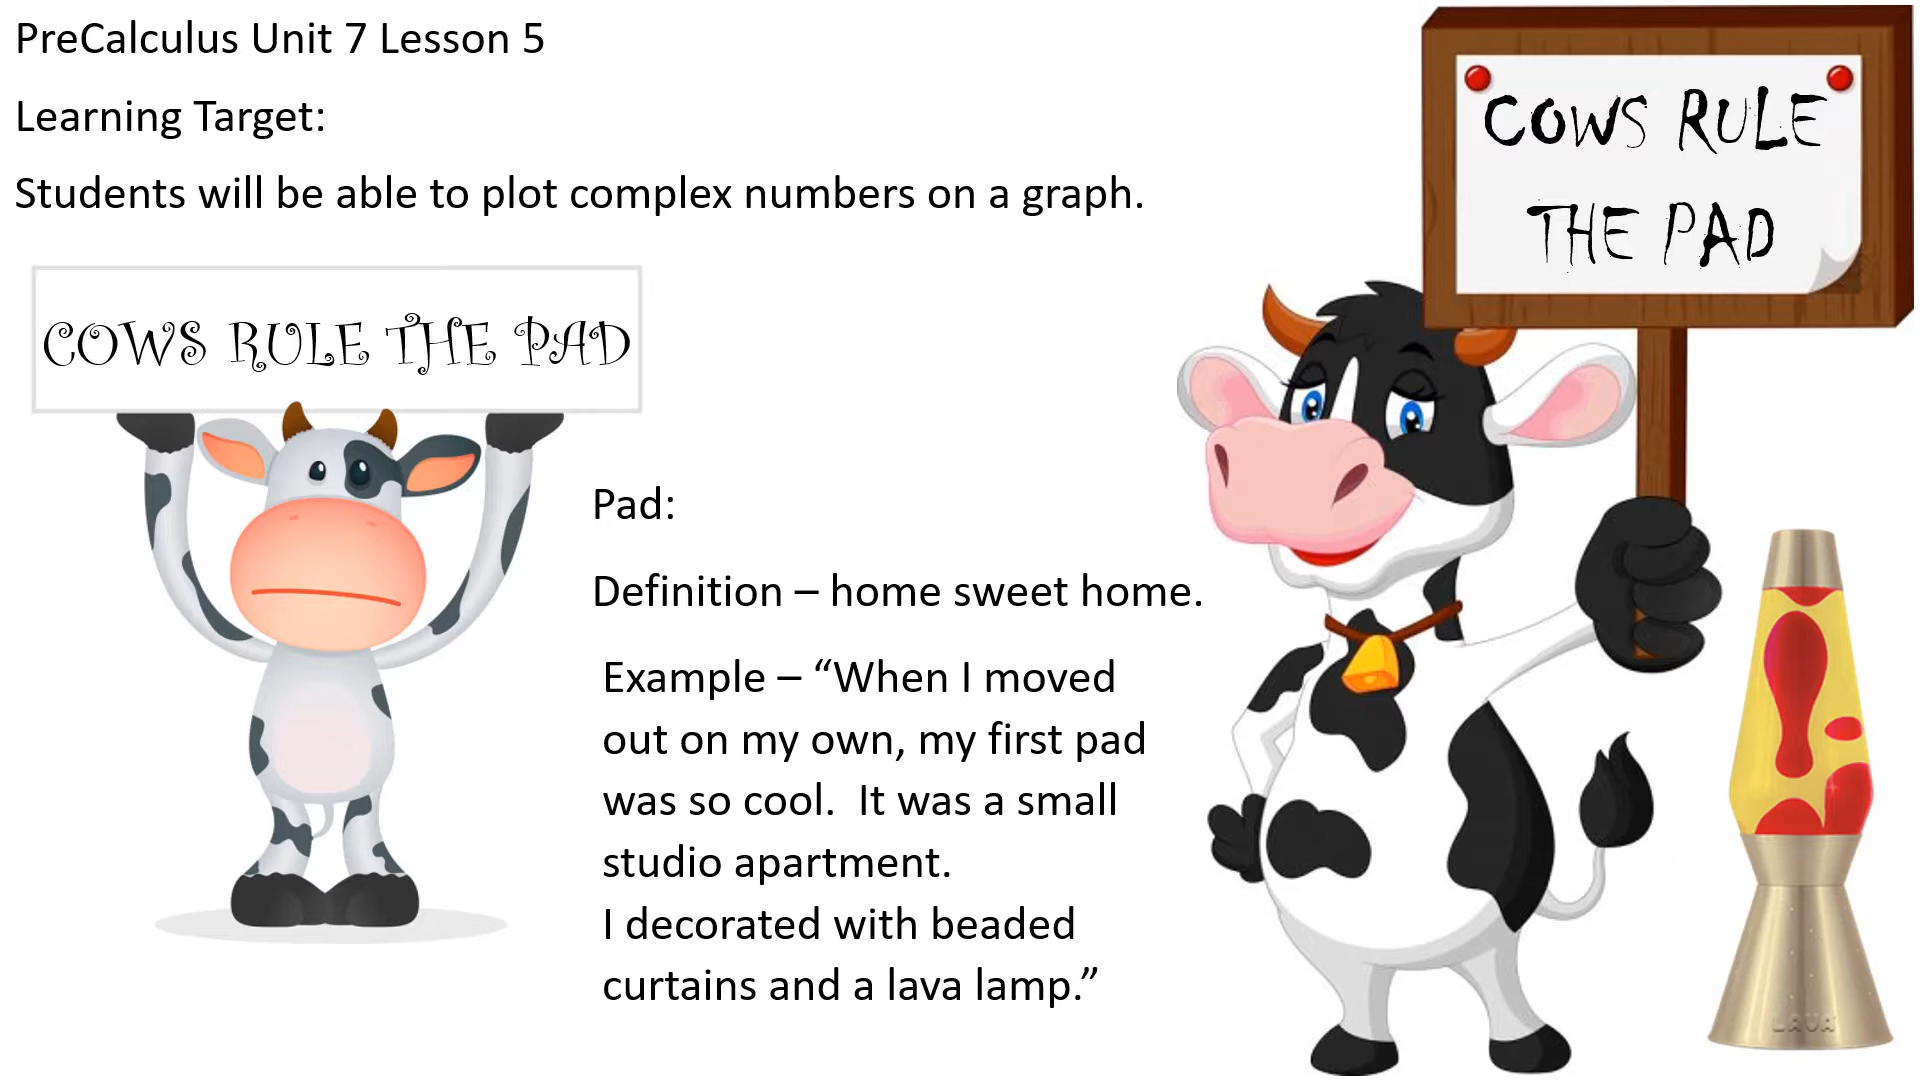 PreCalculus Unit 7 Lesson 5
Learning Target:
Students will be able to plot complex numbers on a graph.
COWS RULE
THE PAD
COWS RULE THE PAD
Pad:
Definition – home sweet home.
Example – “When I moved
out on my own, my first pad
was so cool.  It was a small
studio apartment.
I decorated with beaded
curtains and a lava lamp.”
LAVA